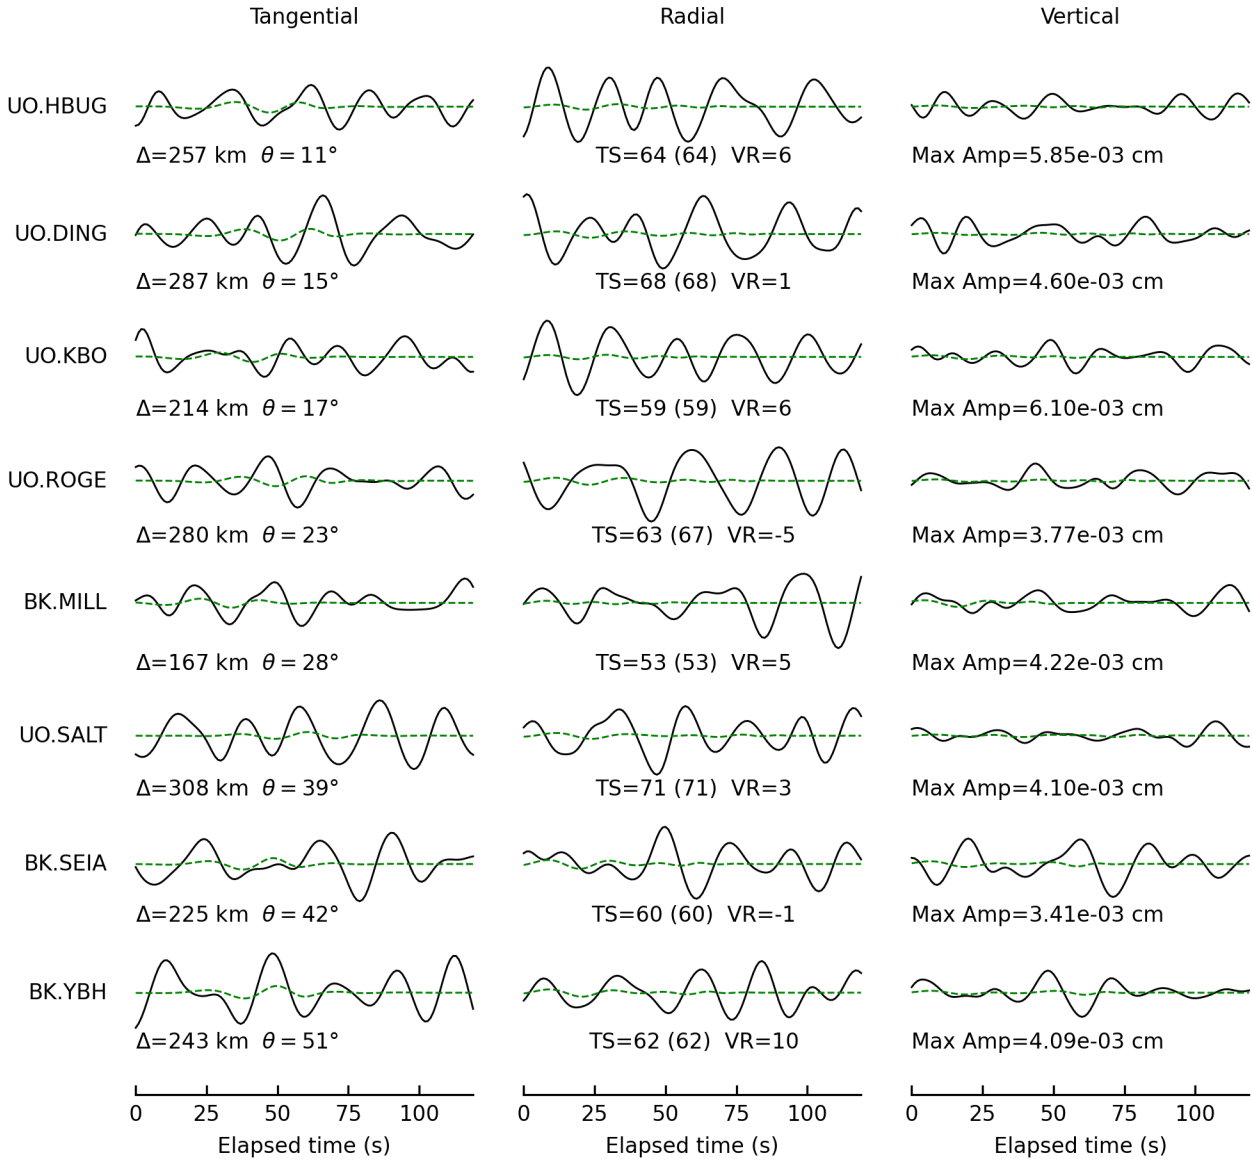 Tangential Radial Vertical
UO.HBUG
Δ=257 km θ = 11° TS=64 (64) VR=6 Max Amp=5.85e-03 cm
UO.DING
Δ=287 km θ = 15° TS=68 (68) VR=1 Max Amp=4.60e-03 cm
UO.KBO
Δ=214 km θ = 17° TS=59 (59) VR=6 Max Amp=6.10e-03 cm
UO.ROGE
Δ=280 km θ = 23° TS=63 (67) VR=-5 Max Amp=3.77e-03 cm
BK.MILL
Δ=167 km θ = 28° TS=53 (53) VR=5 Max Amp=4.22e-03 cm
UO.SALT
Δ=308 km θ = 39° TS=71 (71) VR=3 Max Amp=4.10e-03 cm
BK.SEIA
Δ=225 km θ = 42° TS=60 (60) VR=-1 Max Amp=3.41e-03 cm
BK.YBH
Δ=243 km θ = 51° TS=62 (62) VR=10 Max Amp=4.09e-03 cm
0 25 50 75 100 0 25 50 75 100 0 25 50 75 100
Elapsed time (s) Elapsed time (s) Elapsed time (s)